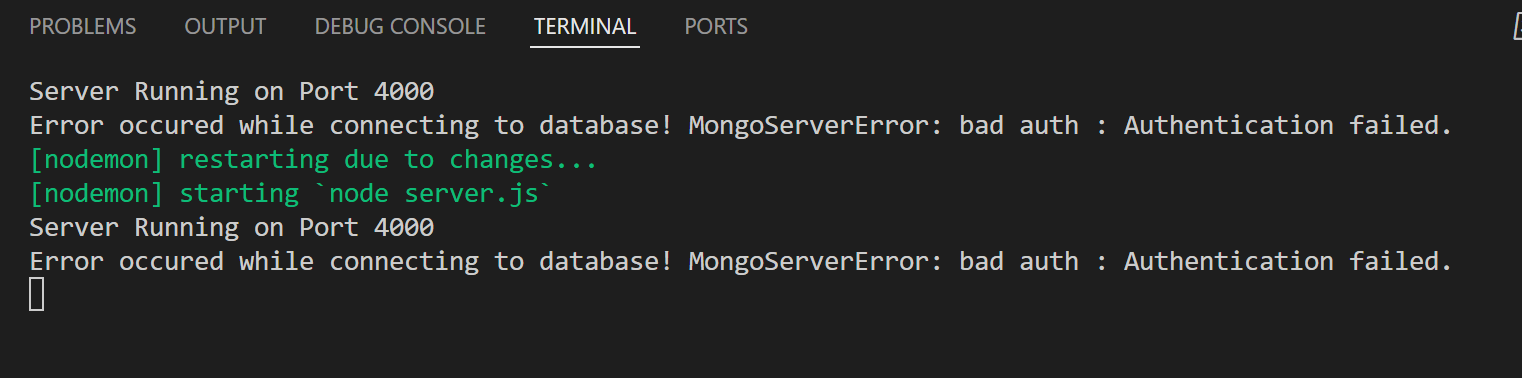 PROBLEMS OUTPUT DEBUG CONSOLE TERMINAL PORTS
Server Running on Port 4000
Error occured while connecting to database! MongoServerError: bad auth : Authentication failed.
[nodemon] restarting due to changes...
[nodemon] starting `node server.js`
Server Running on Port 4000
Error occured while connecting to database! MongoServerError: bad auth : Authentication failed.